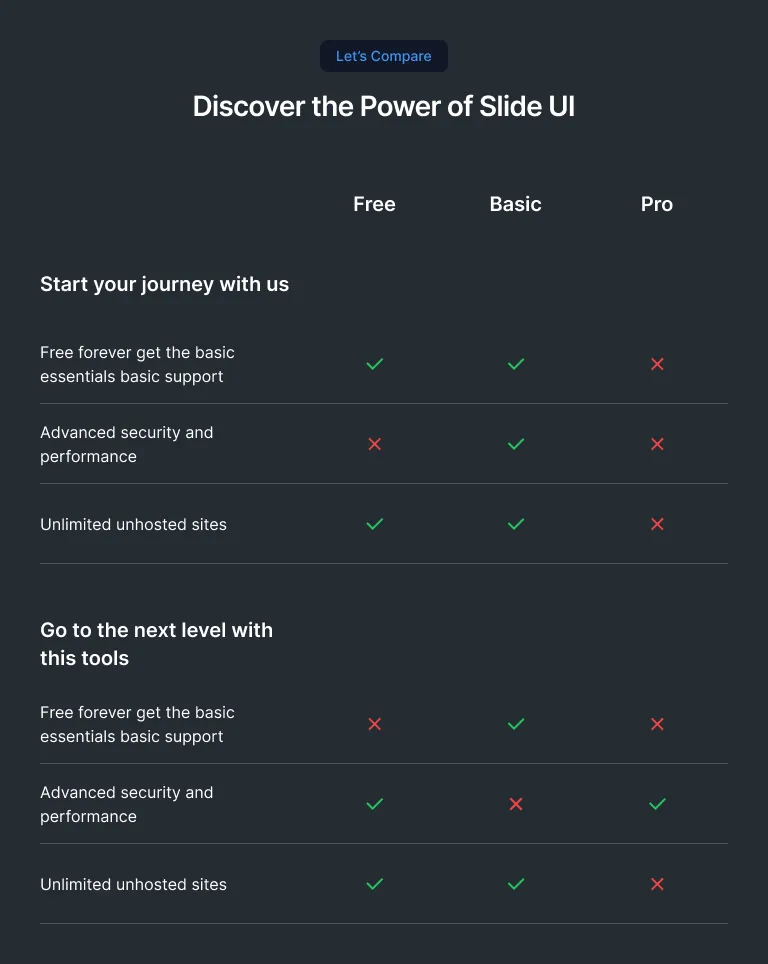 Let’s Compare
Discover the Power of Slide UI
Free Basic Pro
Start your journey with us
Free forever get the basic
essentials basic support
Advanced security and
performance
Unlimited unhosted sites
Go to the next level with
this tools
Free forever get the basic
essentials basic support
Advanced security and
performance
Unlimited unhosted sites